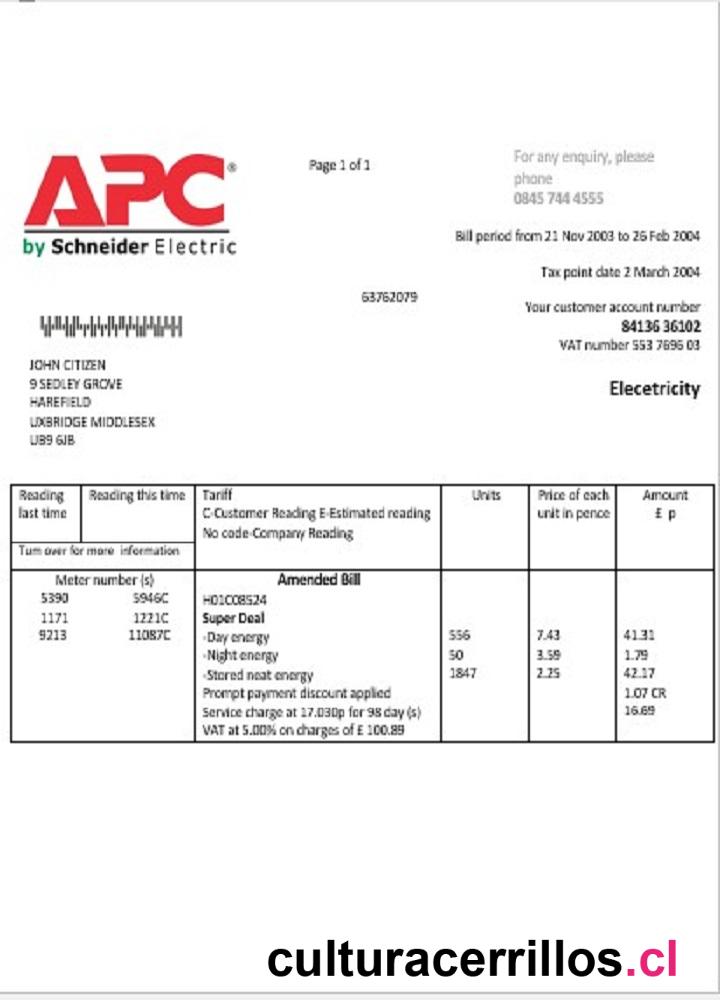 APC®
by Schneider Electric
Page 1 of 1
For any enquiry, please
phone
0845 744 4555
Bill period from 21 Nov 2003 to 26 Feb 2004
Tax point date 2 March 2004
63762079
Your customer account number
84136 36102
VAT number 553 7696 03
Elecetricity
JOHN CITIZEN
9 SEDLEY GROVE
HAREFIELD
UXBRIDGE MIDDLESEX
UB9 6JB
Reading last time
Reading this time
Turn over for more information
Tariff
C-Customer Reading E-Estimated reading
No code-Company Reading
Units
Price of each
unit in pence
Amount
£ p
Meter number (s)
Amended Bill
5390 5946C H01C08524
1171 1221C Super Deal
9213 11087C -Day energy 556 7.43 41.31
-Night energy 50 3.59 1.79
-Stored neat energy 1847 2.25 42.17
Prompt payment discount applied 1.07 CR
Service charge at 17.030p for 98 day (s) 16.69
VAT at 5.00% on charges of £ 100.89
culturacerrillos.cl